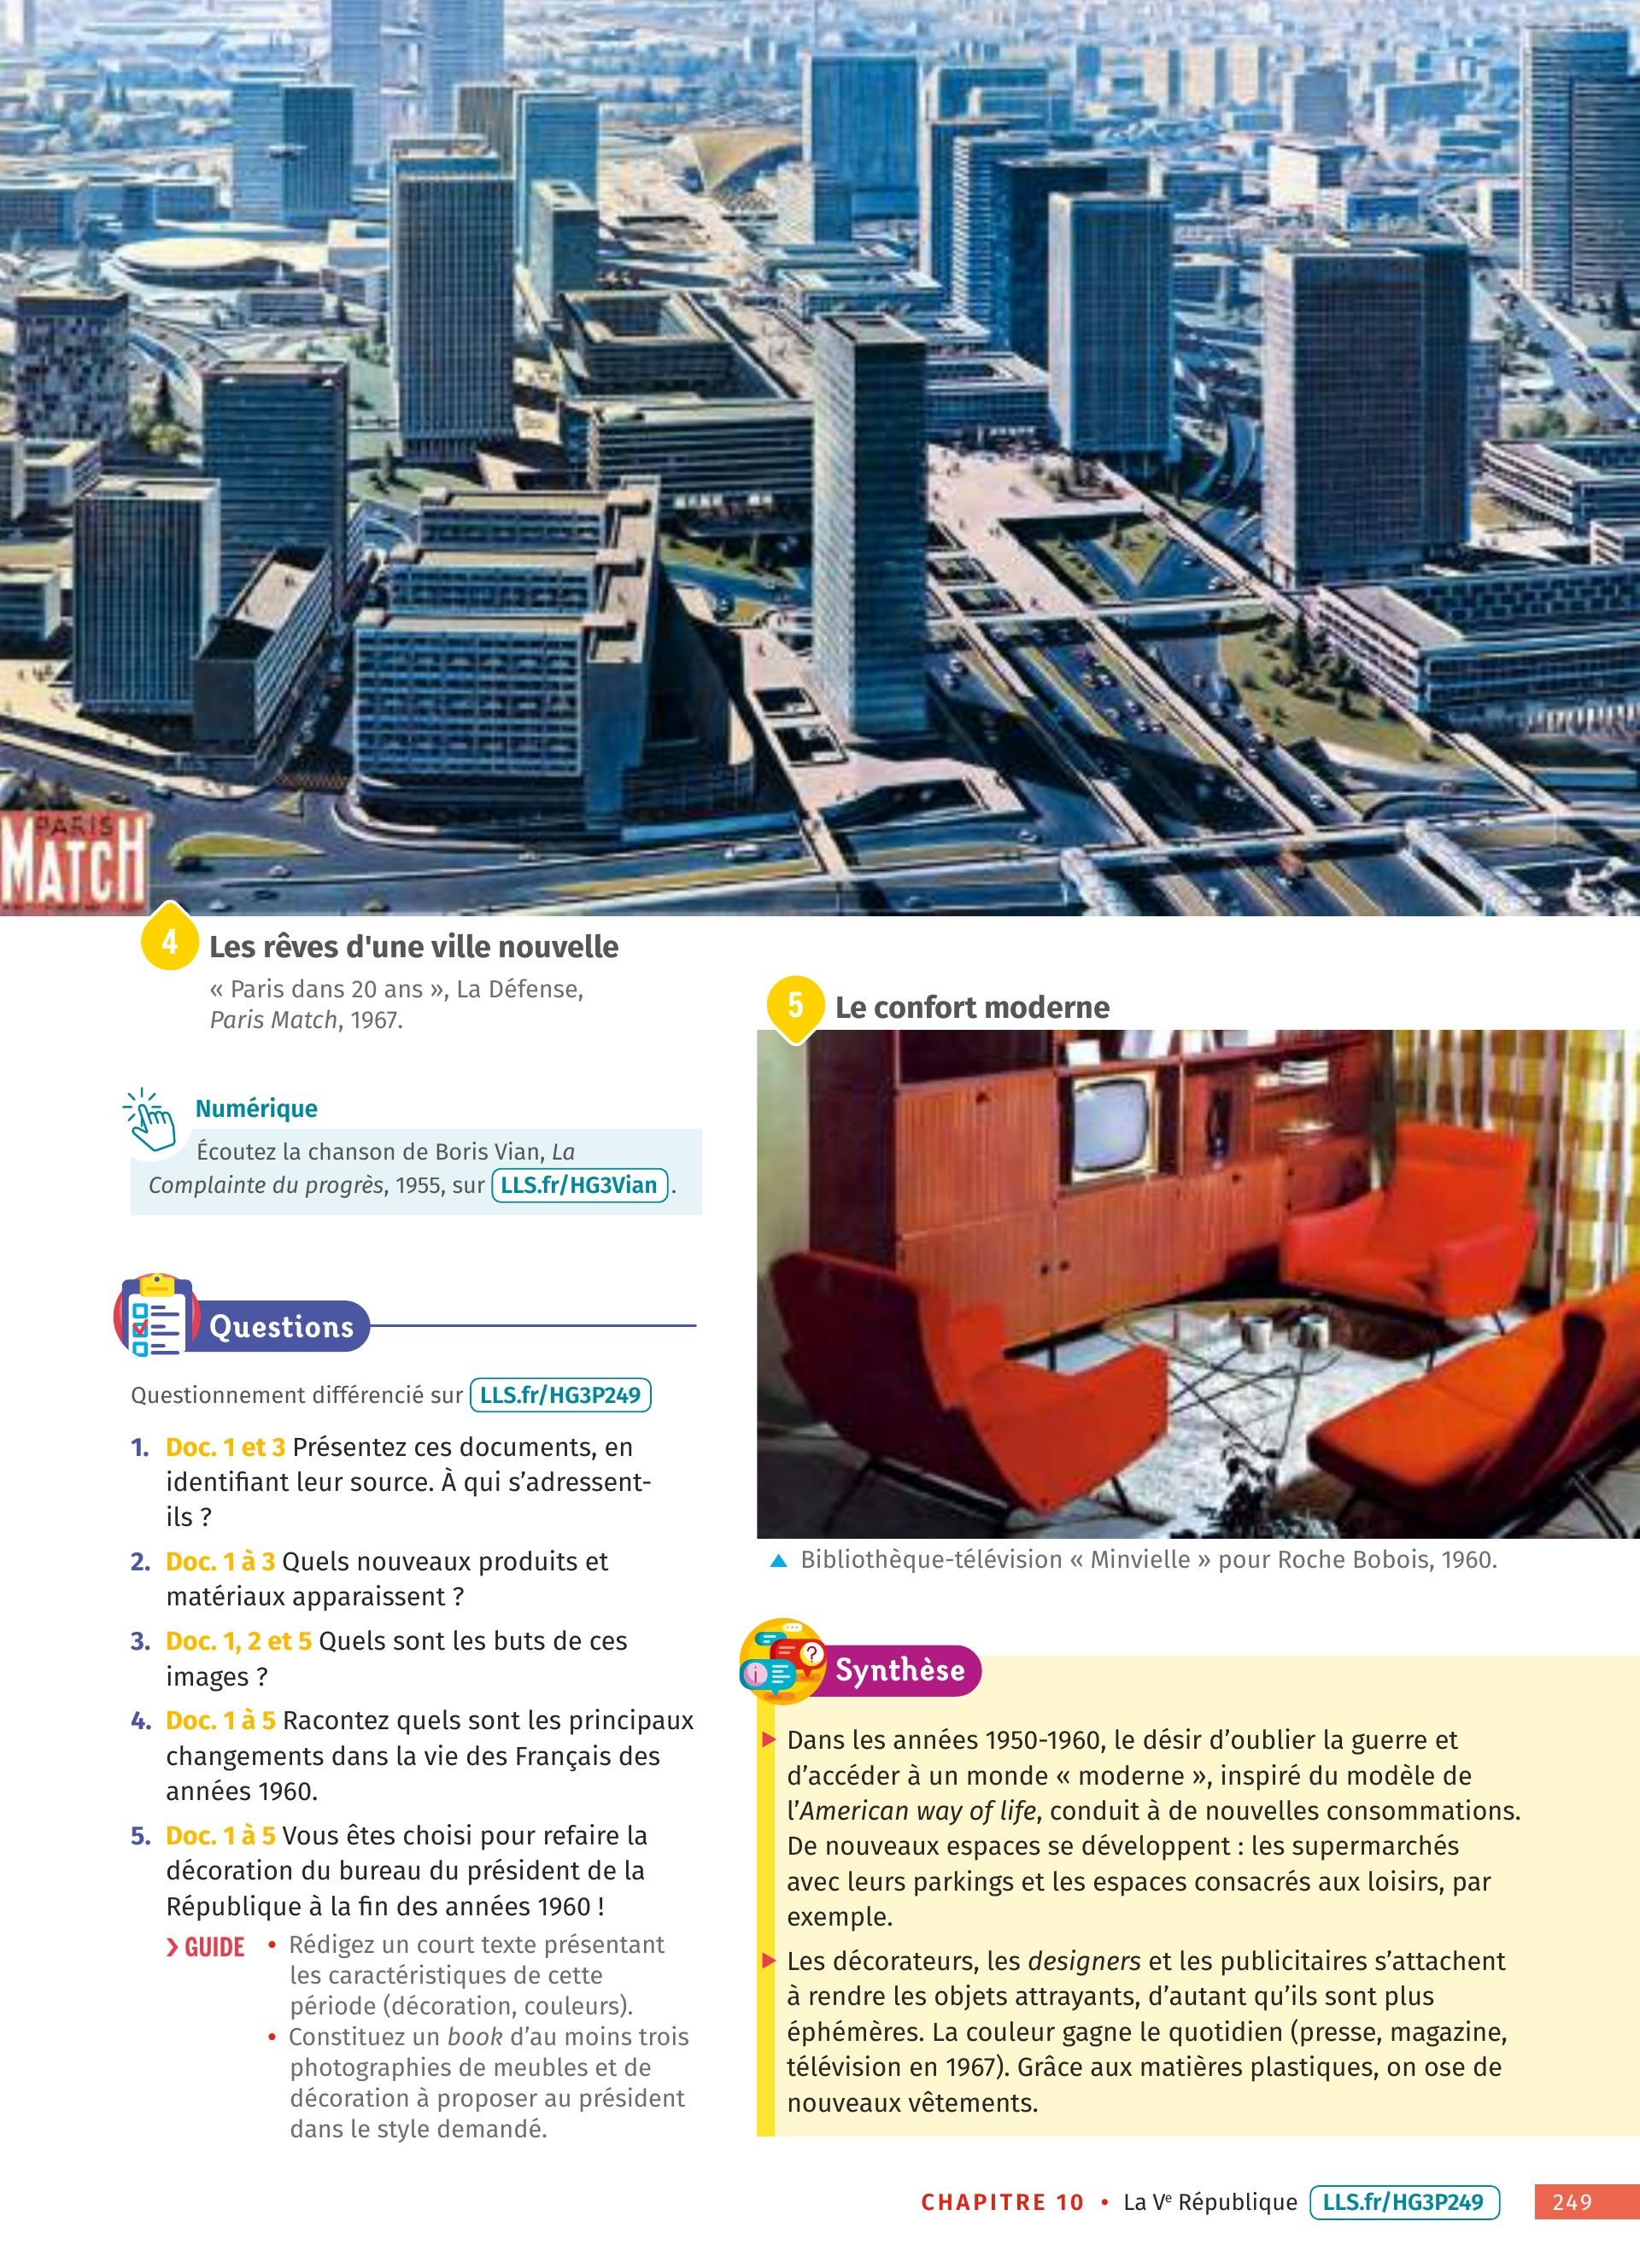 PARIS
MATCH
4
Les rêves d'une ville nouvelle
« Paris dans 20 ans », La Défense,
Paris Match, 1967.
Numérique
Écoutez la chanson de Boris Vian, La
Complainte du progrès, 1955, sur LLS.fr/HG3Vian .
Questions
Questionnement différencié sur LLS.fr/HG3P249
1. Doc. 1 et 3 Présentez ces documents, en
identifiant leur source. À qui s’adressent-
ils ?
2. Doc. 1 à 3 Quels nouveaux produits et
matériaux apparaissent ?
3. Doc. 1, 2 et 5 Quels sont les buts de ces
images ?
4. Doc. 1 à 5 Racontez quels sont les principaux
changements dans la vie des Français des
années 1960.
5. Doc. 1 à 5 Vous êtes choisi pour refaire la
décoration du bureau du président de la
République à la fin des années 1960 !
› GUIDE • Rédigez un court texte présentant
les caractéristiques de cette
période (décoration, couleurs).
• Constituez un book d’au moins trois
photographies de meubles et de
décoration à proposer au président
dans le style demandé.
5
Le confort moderne
▲ Bibliothèque-télévision « Minvielle » pour Roche Bobois, 1960.
Synthèse
▶ Dans les années 1950-1960, le désir d’oublier la guerre et
d’accéder à un monde « moderne », inspiré du modèle de
l’American way of life, conduit à de nouvelles consommations.
De nouveaux espaces se développent : les supermarchés
avec leurs parkings et les espaces consacrés aux loisirs, par
exemple.
▶ Les décorateurs, les designers et les publicitaires s’attachent
à rendre les objets attrayants, d’autant qu’ils sont plus
éphémères. La couleur gagne le quotidien (presse, magazine,
télévision en 1967). Grâce aux matières plastiques, on ose de
nouveaux vêtements.
CHAPITRE 10 • La Ve République LLS.fr/HG3P249 249